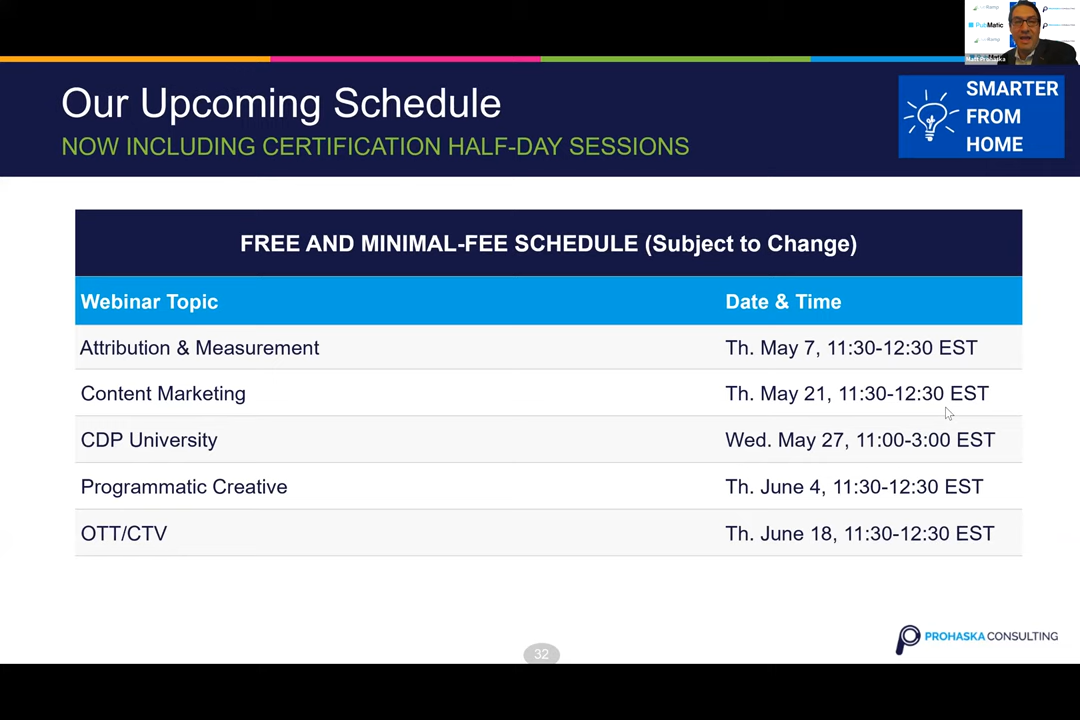 PubMatic
Matt Prohaska
Our Upcoming Schedule
NOW INCLUDING CERTIFICATION HALF-DAY SESSIONS
SMARTER
FROM
HOME
FREE AND MINIMAL-FEE SCHEDULE (Subject to Change)
Webinar Topic Date & Time
Attribution & Measurement Th. May 7, 11:30-12:30 EST
Content Marketing Th. May 21, 11:30-12:30 EST
CDP University Wed. May 27, 11:00-3:00 EST
Programmatic Creative Th. June 4, 11:30-12:30 EST
OTT/CTV Th. June 18, 11:30-12:30 EST
PROHASKA CONSULTING
32